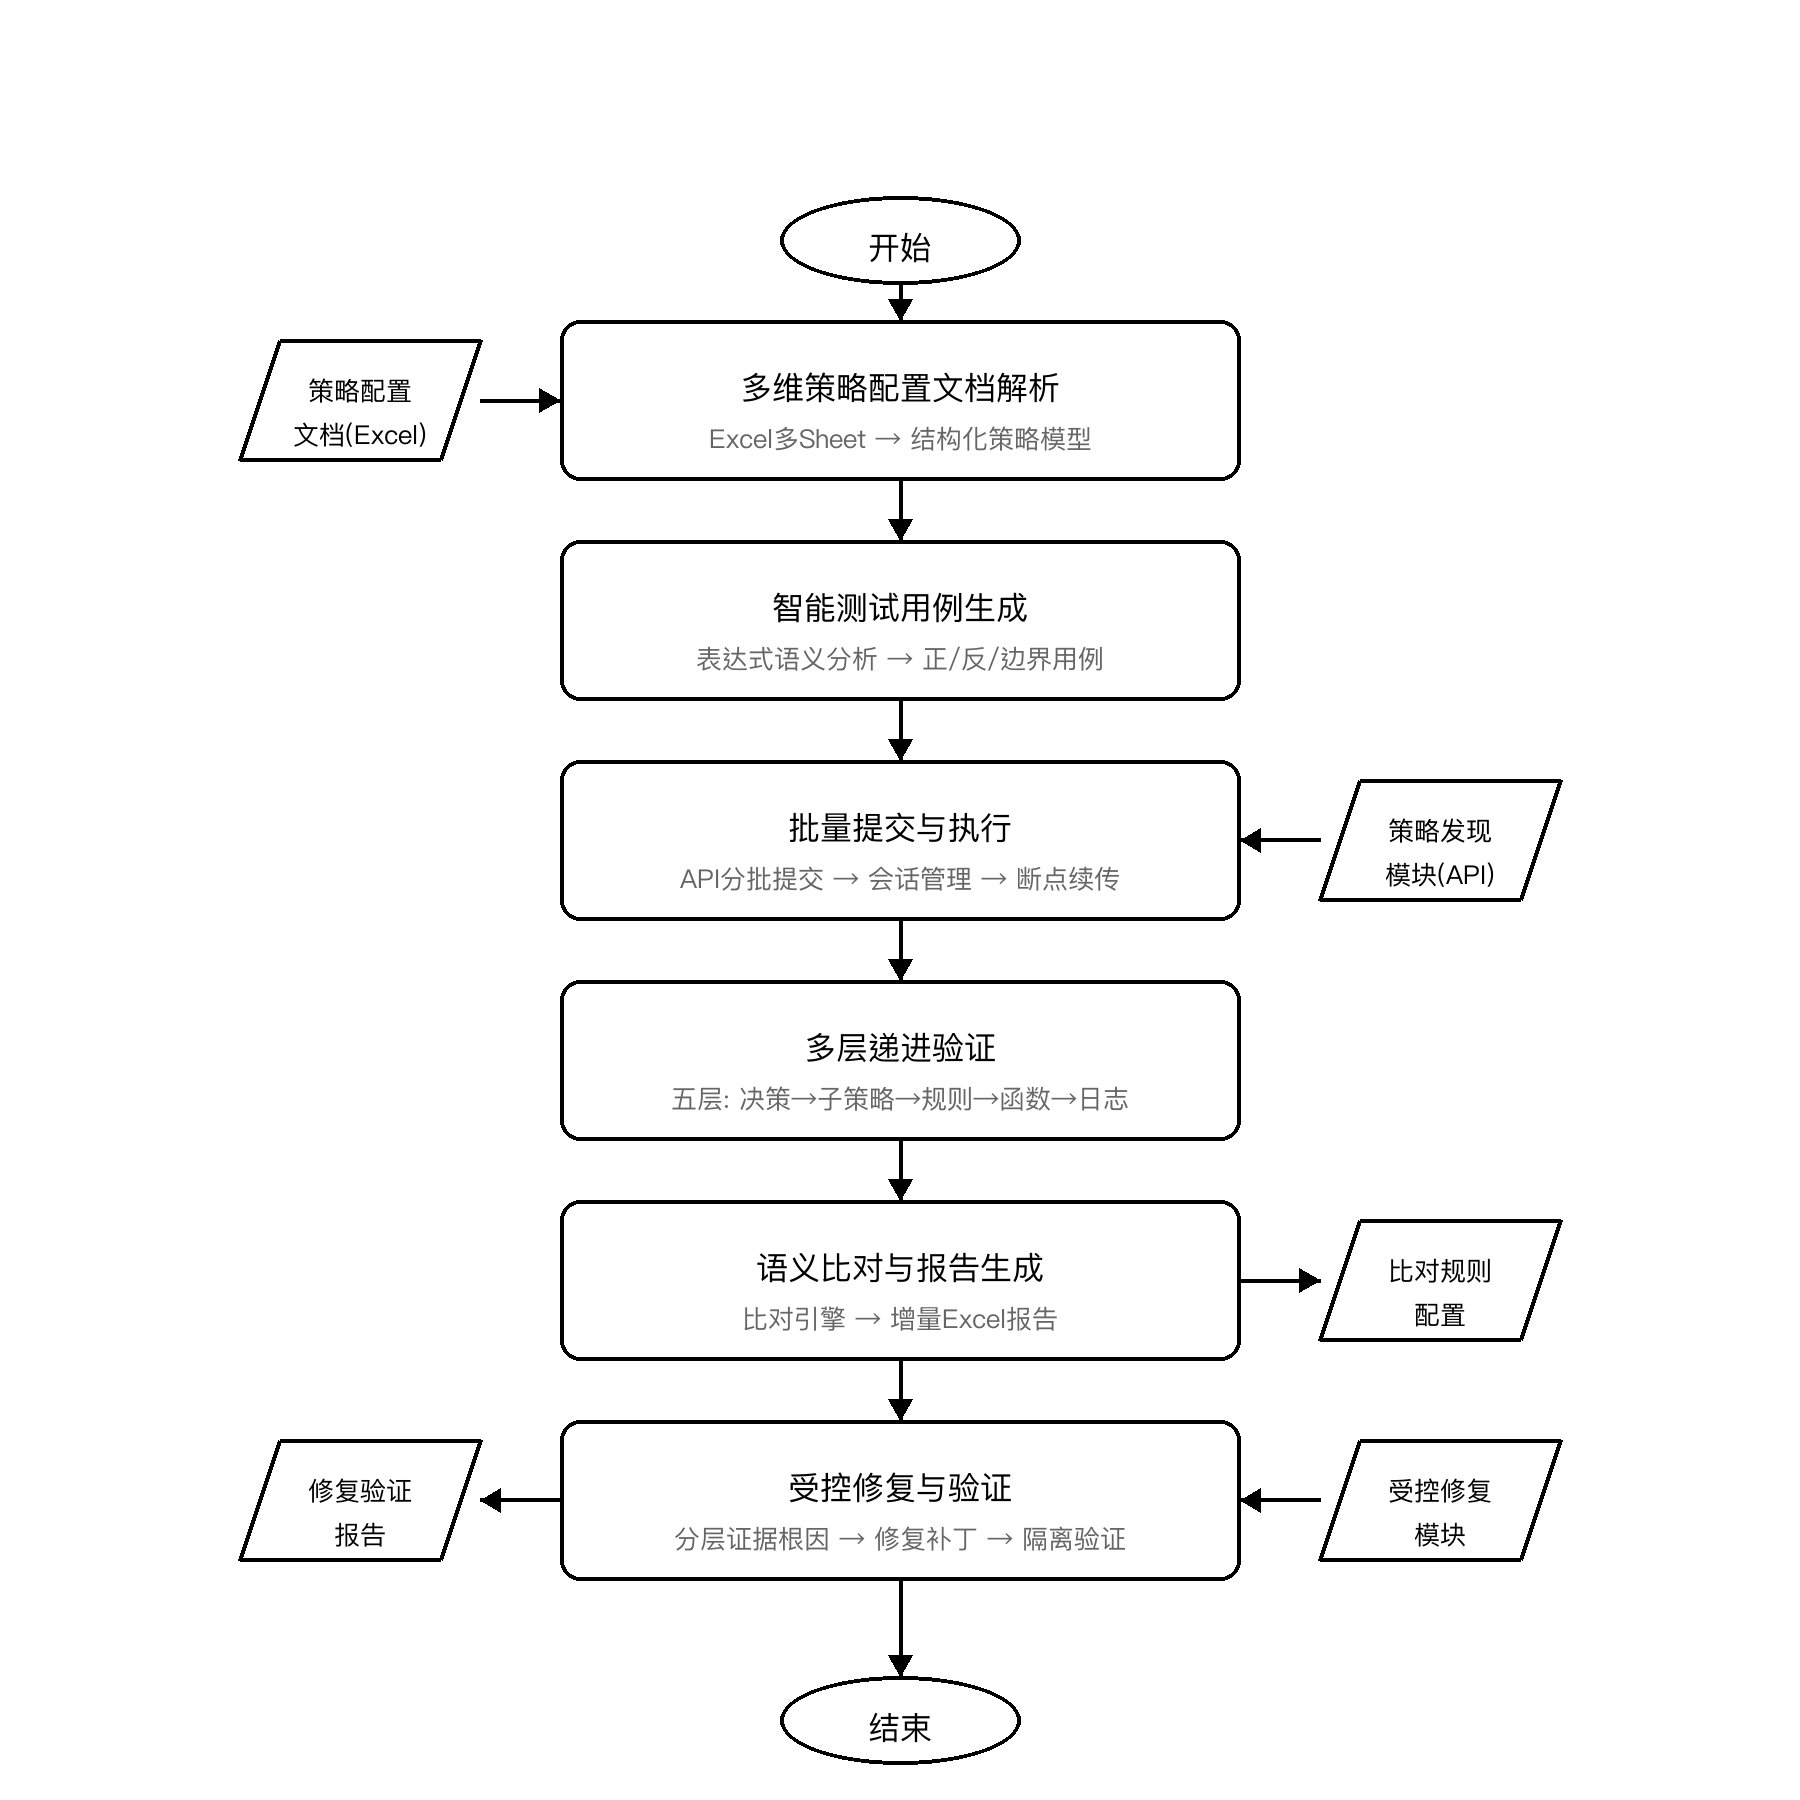 开始
策略配置
文档(Excel)
多维策略配置文档解析
Excel多Sheet → 结构化策略模型
智能测试用例生成
表达式语义分析 → 正/反/边界用例
批量提交与执行
API分批提交 → 会话管理 → 断点续传
策略发现
模块(API)
多层递进验证
五层: 决策→子策略→规则→函数→日志
语义比对与报告生成
比对引擎 → 增量Excel报告
比对规则
配置
修复验证
报告
受控修复与验证
分层证据根因 → 修复补丁 → 隔离验证
受控修复
模块
结束